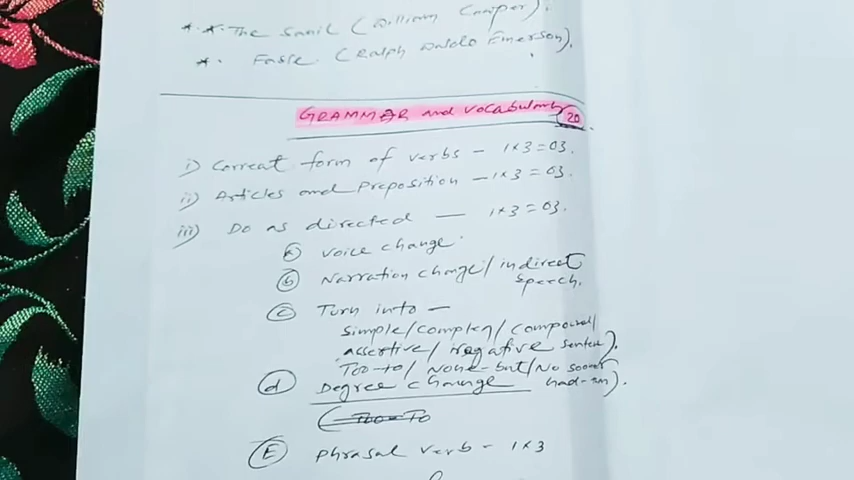 *.*. The Snail (William Cowper).
*. Fable. (Ralph Waldo Emerson).
GRAMMAR and vocabulary 20
i) Correat form of verbs - 1×3=03.
ii) Articles and Preposition - 1×3=03.
iii) Do as directed - 1×3=03.
a) Voice change.
b) Narration change/indirect
speech.
c) Turn into -
simple/complex/compound/
assertive/negative sentence).
Too-to/None-but/No sooner
d) Degree change had-
(Too-To
E) phrasal verb - 1×3